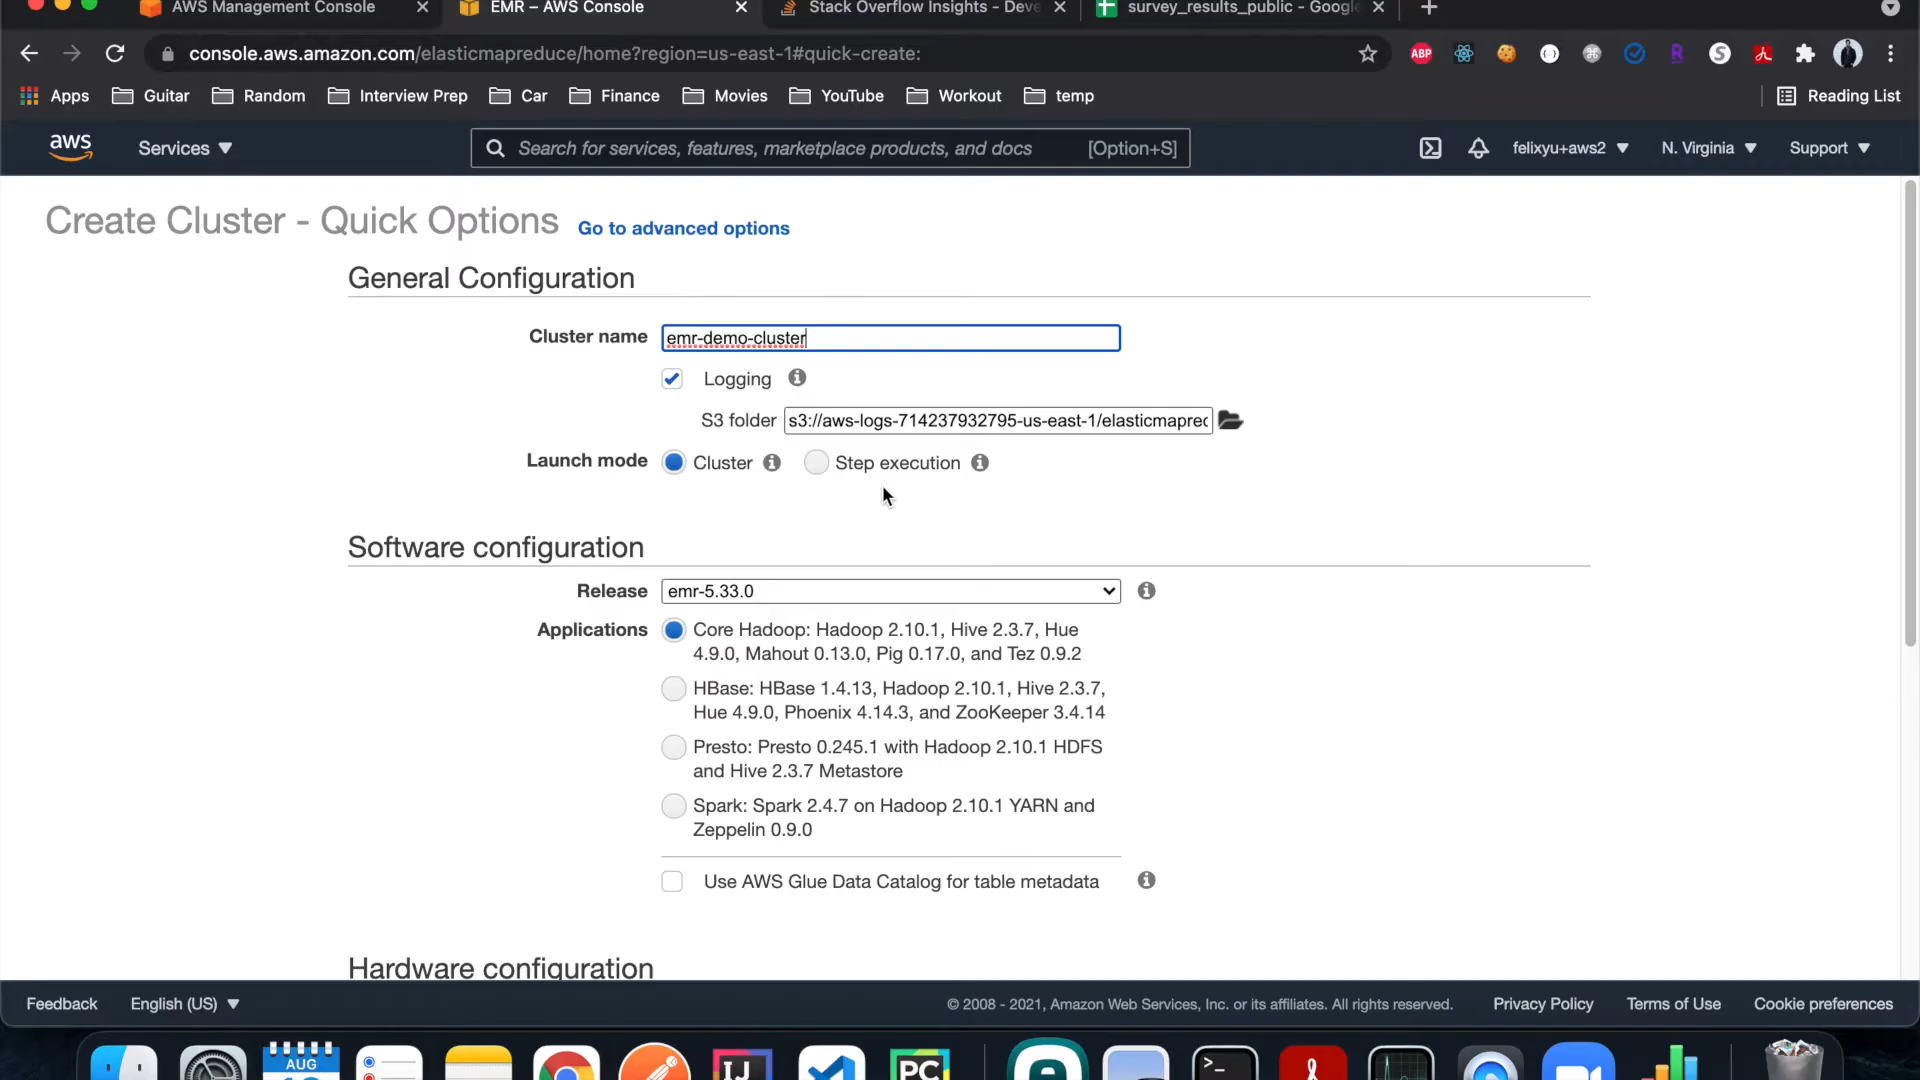 AWS Management Console
EMR – AWS Console
Stack Overflow Insights - Deve
survey_results_public - Google
console.aws.amazon.com/elasticmapreduce/home?region=us-east-1#quick-create:
ABP
Apps
Guitar
Random
Interview Prep
Car
Finance
Movies
YouTube
Workout
temp
Reading List
aws
Services
Search for services, features, marketplace products, and docs
[Option+S]
felixyu+aws2
N. Virginia
Support
Create Cluster - Quick Options
Go to advanced options
General Configuration
Cluster name
emr-demo-cluster
Logging
S3 folder
s3://aws-logs-714237932795-us-east-1/elasticmapred
Launch mode
Cluster
Step execution
Software configuration
Release
emr-5.33.0
Applications
Core Hadoop: Hadoop 2.10.1, Hive 2.3.7, Hue
4.9.0, Mahout 0.13.0, Pig 0.17.0, and Tez 0.9.2
HBase: HBase 1.4.13, Hadoop 2.10.1, Hive 2.3.7,
Hue 4.9.0, Phoenix 4.14.3, and ZooKeeper 3.4.14
Presto: Presto 0.245.1 with Hadoop 2.10.1 HDFS
and Hive 2.3.7 Metastore
Spark: Spark 2.4.7 on Hadoop 2.10.1 YARN and
Zeppelin 0.9.0
Use AWS Glue Data Catalog for table metadata
Hardware configuration
Feedback
English (US)
© 2008 - 2021, Amazon Web Services, Inc. or its affiliates. All rights reserved.
Privacy Policy
Terms of Use
Cookie preferences
AUG
IJ
PC